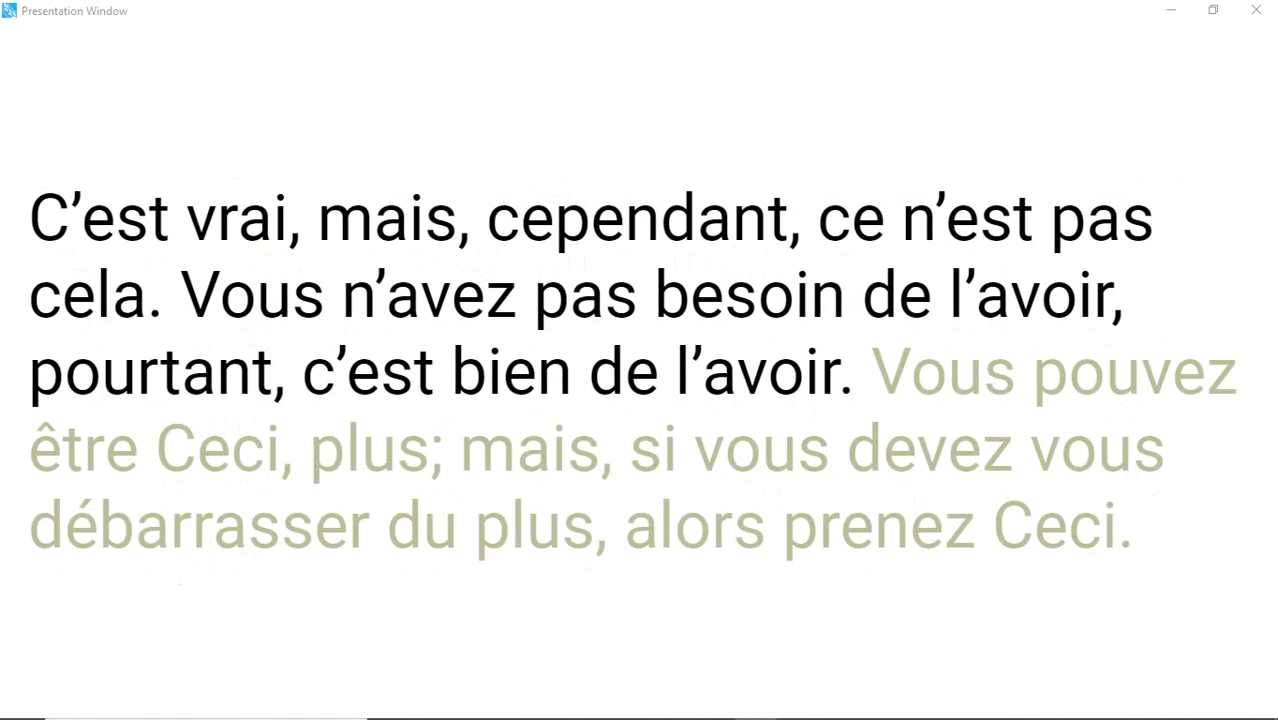 Presentation Window
C’est vrai, mais, cependant, ce n’est pas
cela. Vous n’avez pas besoin de l’avoir,
pourtant, c’est bien de l’avoir. Vous pouvez
être Ceci, plus; mais, si vous devez vous
débarrasser du plus, alors prenez Ceci.